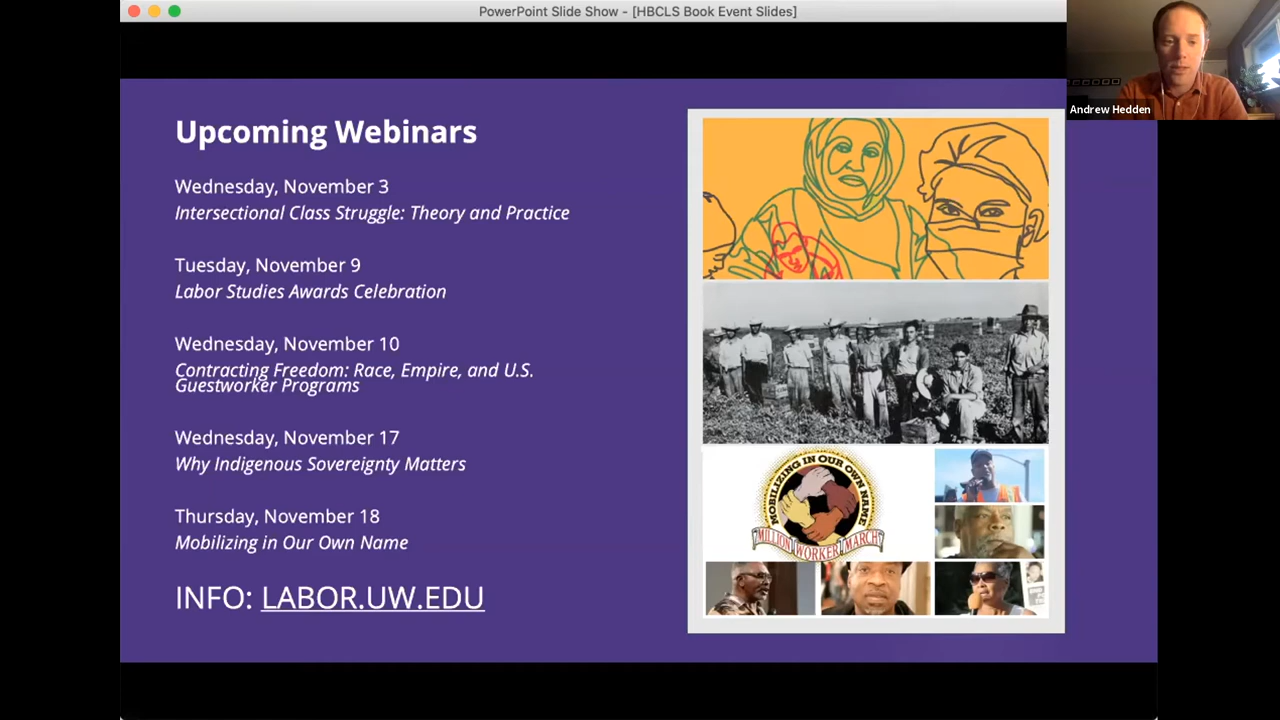 PowerPoint Slide Show - [HBCLS Book Event Slides]
Andrew Hedden
Upcoming Webinars
Wednesday, November 3
Intersectional Class Struggle: Theory and Practice
Tuesday, November 9
Labor Studies Awards Celebration
Wednesday, November 10
Contracting Freedom: Race, Empire, and U.S.
Guestworker Programs
Wednesday, November 17
Why Indigenous Sovereignty Matters
Thursday, November 18
Mobilizing in Our Own Name
INFO: LABOR.UW.EDU
MOBILIZING IN OUR OWN NAME
MILLION WORKER MARCH